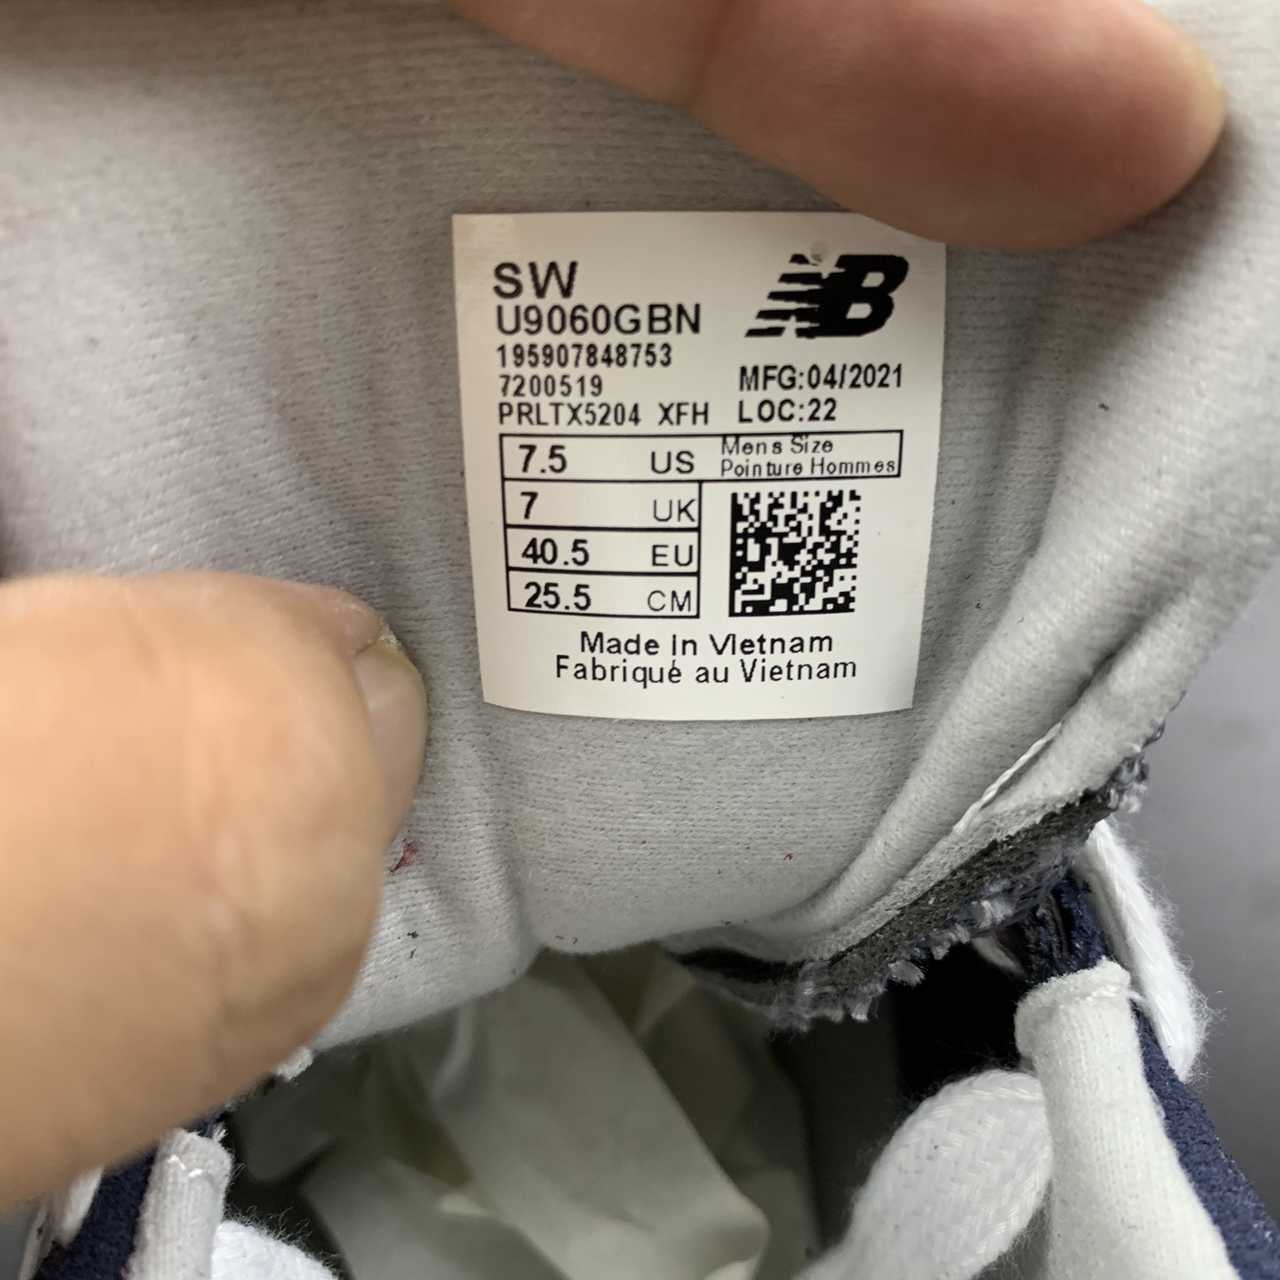 SW
U9060GBN
195907848753
7200519
PRLTX5204 XFH
NB
MFG:04/2021
LOC:22
7.5 US Mens Size
Pointure Hommes
7 UK
40.5 EU
25.5 CM
Made In Vietnam
Fabriqué au Vietnam